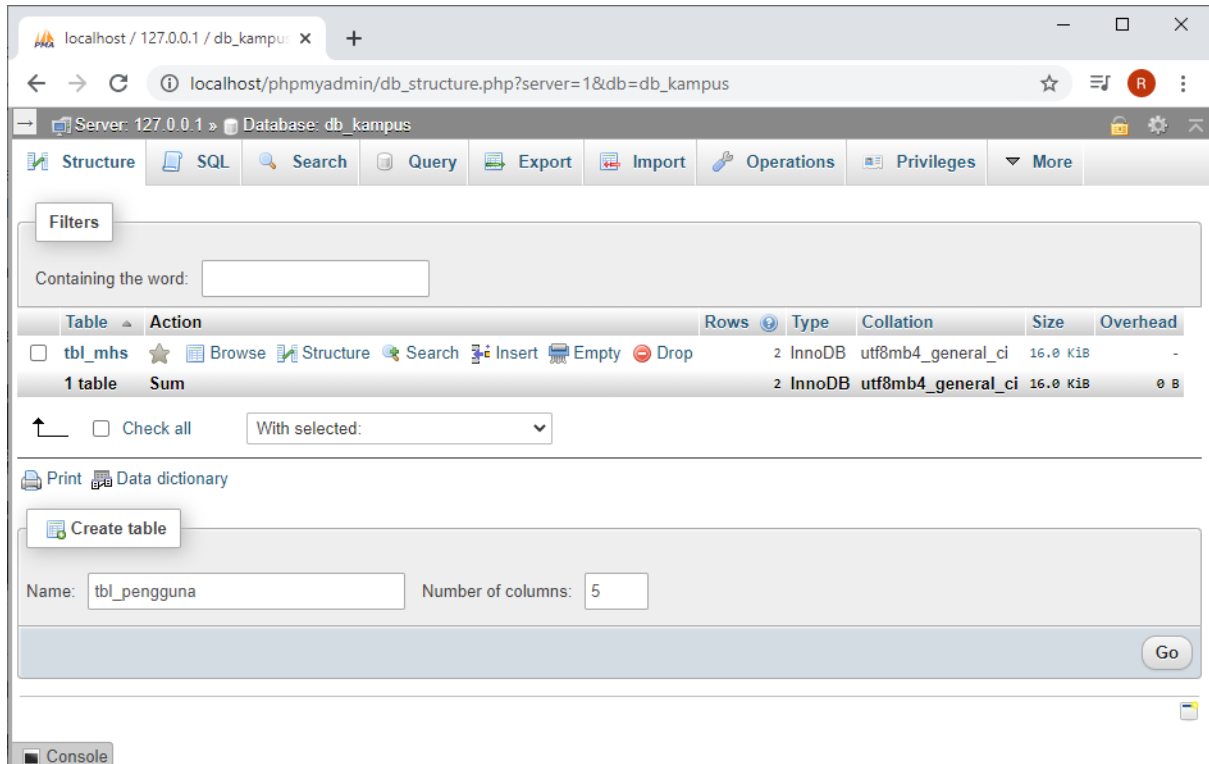 localhost / 127.0.0.1 / db_kampus
localhost/phpmyadmin/db_structure.php?server=1&db=db_kampus
R
Server: 127.0.0.1 » Database: db_kampus
Structure SQL Search Query Export Import Operations Privileges More
Filters
Containing the word:
Table Action Rows Type Collation Size Overhead
tbl_mhs Browse Structure Search Insert Empty Drop 2 InnoDB utf8mb4_general_ci 16.0 KiB -
1 table Sum 2 InnoDB utf8mb4_general_ci 16.0 KiB 0 B
Check all With selected:
Print Data dictionary
Create table
Name: tbl_pengguna Number of columns: 5
Go
Console